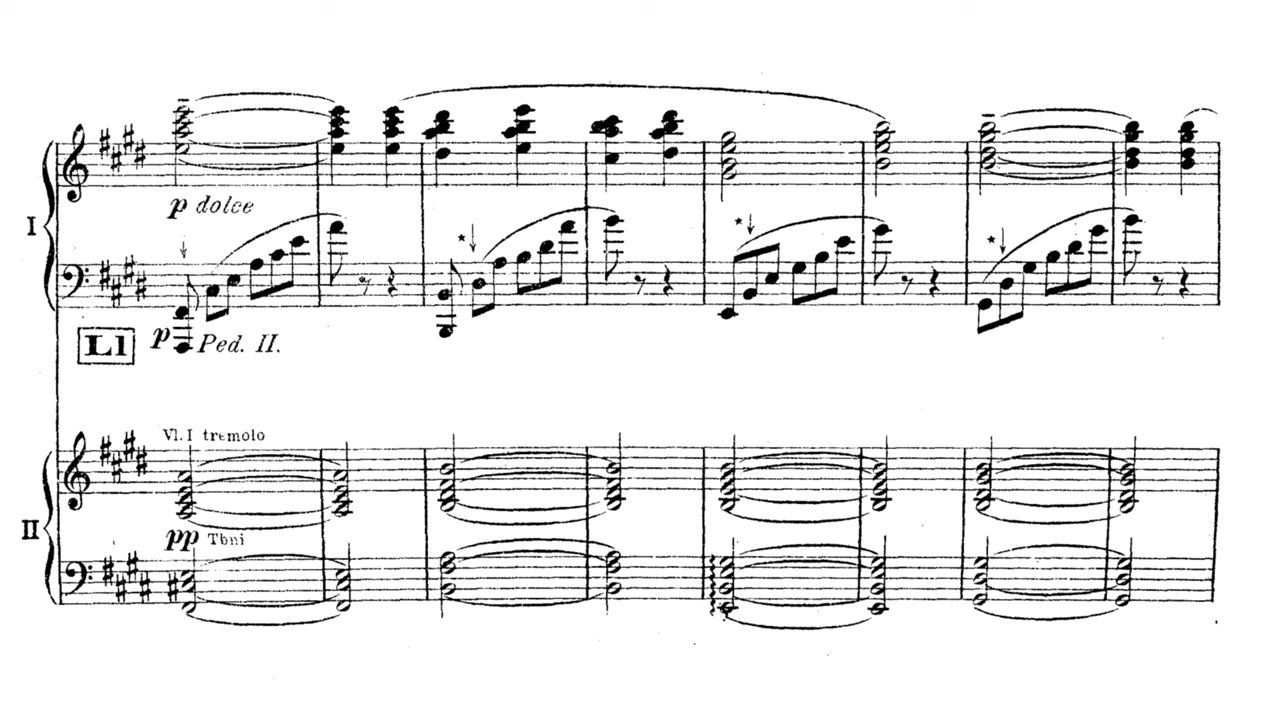 I
p dolce
L1
p Ped. II.
Vl. I tremolo
II
pp Tbni